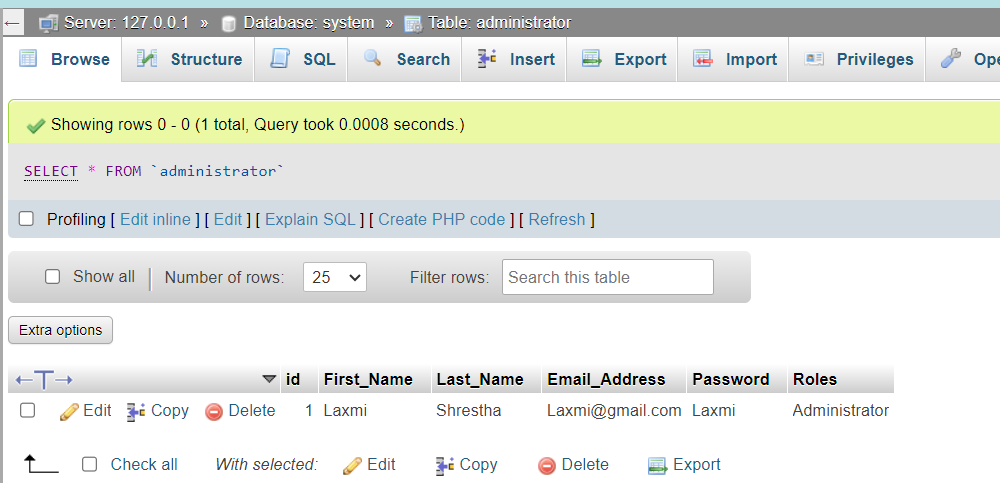 ← Server: 127.0.0.1 » Database: system » Table: administrator
Browse Structure SQL Search Insert Export Import Privileges Ope
Showing rows 0 - 0 (1 total, Query took 0.0008 seconds.)
SELECT * FROM `administrator`
Profiling [ Edit inline ] [ Edit ] [ Explain SQL ] [ Create PHP code ] [ Refresh ]
Show all | Number of rows: 25 Filter rows: Search this table
Extra options
←T→ id First_Name Last_Name Email_Address Password Roles
Edit Copy Delete 1 Laxmi Shrestha Laxmi@gmail.com Laxmi Administrator
Check all With selected: Edit Copy Delete Export